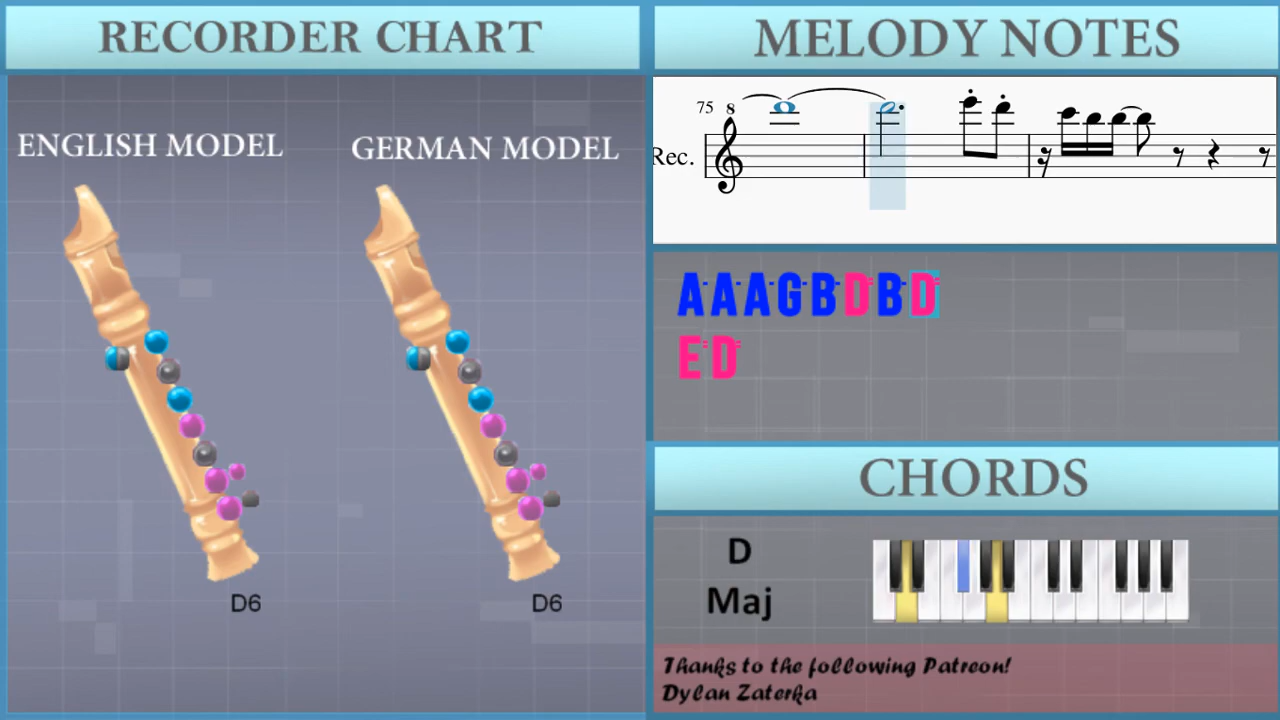 RECORDER CHART
ENGLISH MODEL
GERMAN MODEL
D6
D6
MELODY NOTES
75
8
Rec.
AAAGBDBD
ED
CHORDS
D
Maj
Thanks to the following Patreon!
Dylan Zaterka